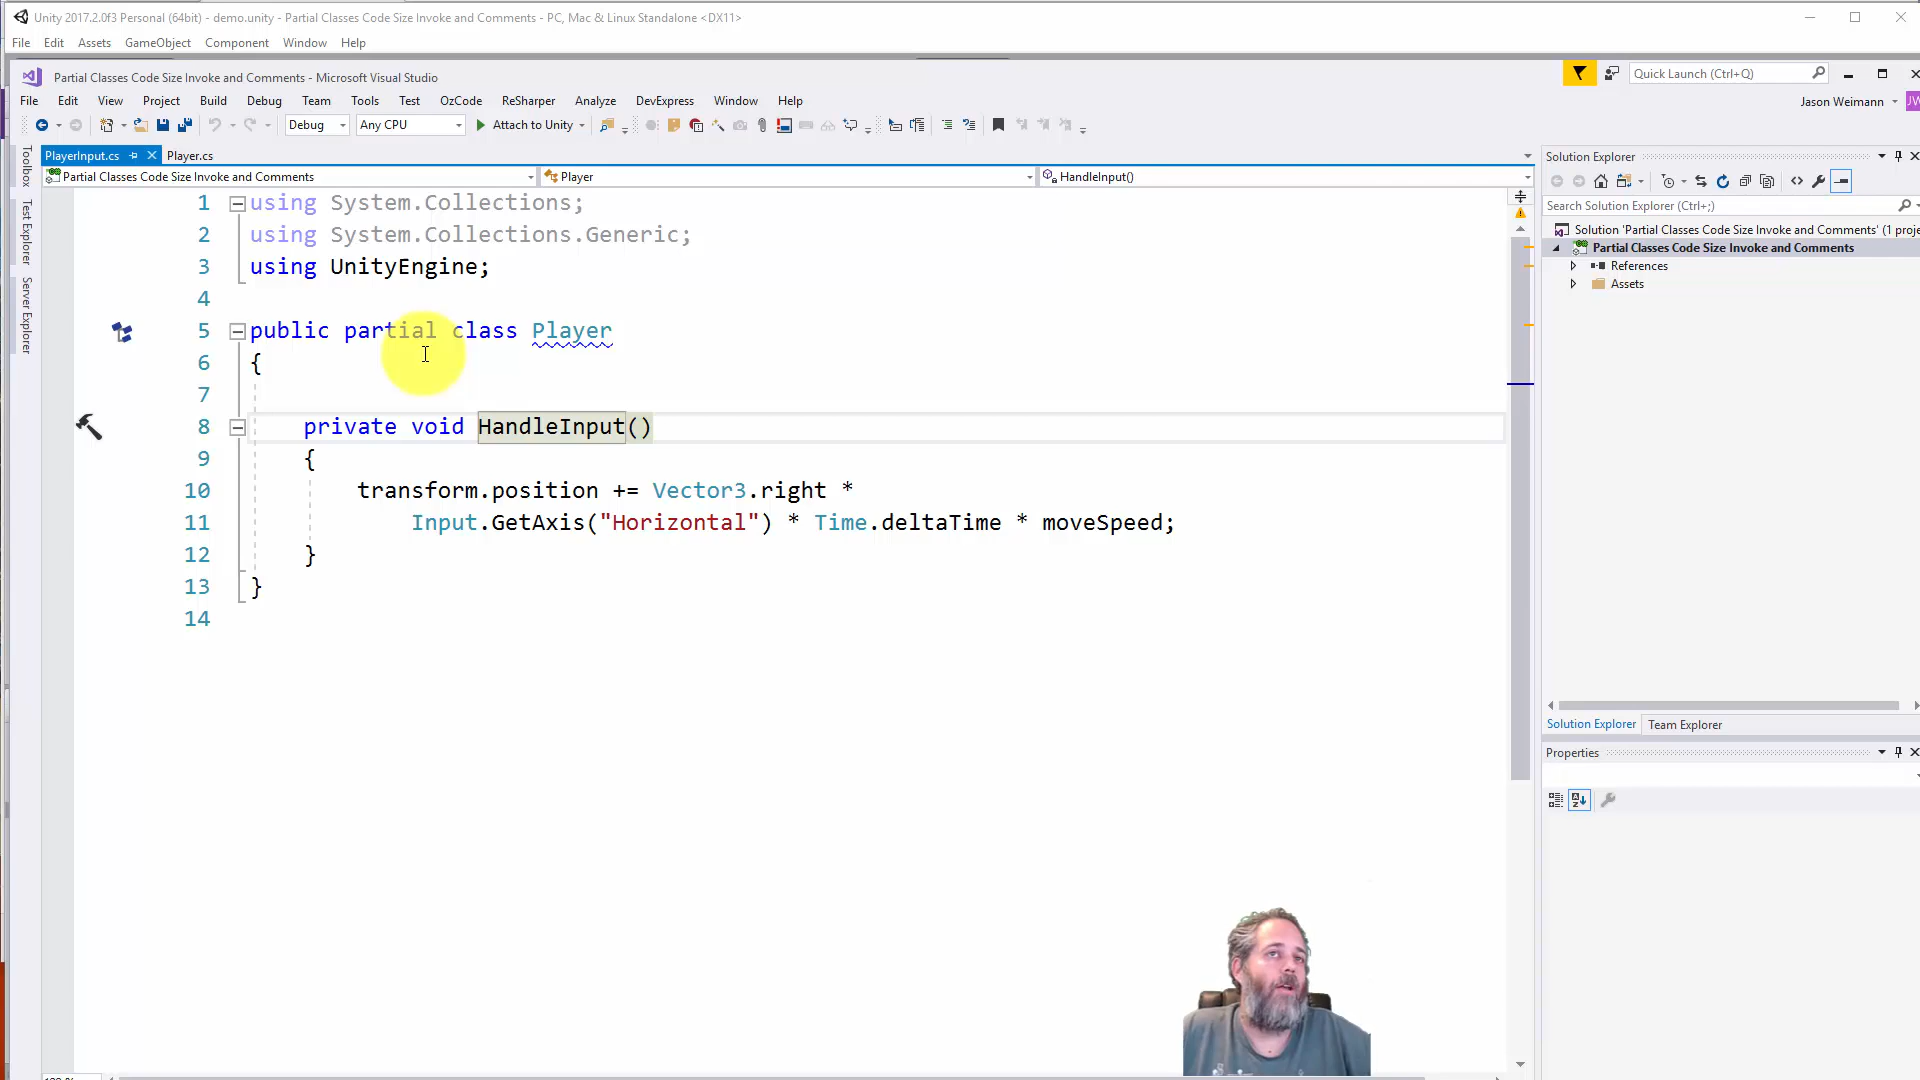 Unity 2017.2.0f3 Personal (64bit) - demo.unity - Partial Classes Code Size Invoke and Comments - PC, Mac & Linux Standalone <DX11>
File Edit Assets GameObject Component Window Help
Partial Classes Code Size Invoke and Comments - Microsoft Visual Studio
Quick Launch (Ctrl+Q)
File Edit View Project Build Debug Team Tools Test OzCode ReSharper Analyze DevExpress Window Help
Jason Weimann JW
Debug Any CPU Attach to Unity
PlayerInput.cs Player.cs
Partial Classes Code Size Invoke and Comments Player HandleInput()
Toolbox
Test Explorer
Server Explorer
1 using System.Collections;
2 using System.Collections.Generic;
3 using UnityEngine;
4
5 public partial class Player
6 {
7
8 private void HandleInput()
9 {
10 transform.position += Vector3.right *
11 Input.GetAxis("Horizontal") * Time.deltaTime * moveSpeed;
12 }
13 }
14
Solution Explorer
Search Solution Explorer (Ctrl+;)
Solution 'Partial Classes Code Size Invoke and Comments' (1 proje
Partial Classes Code Size Invoke and Comments
References
Assets
Solution Explorer Team Explorer
Properties